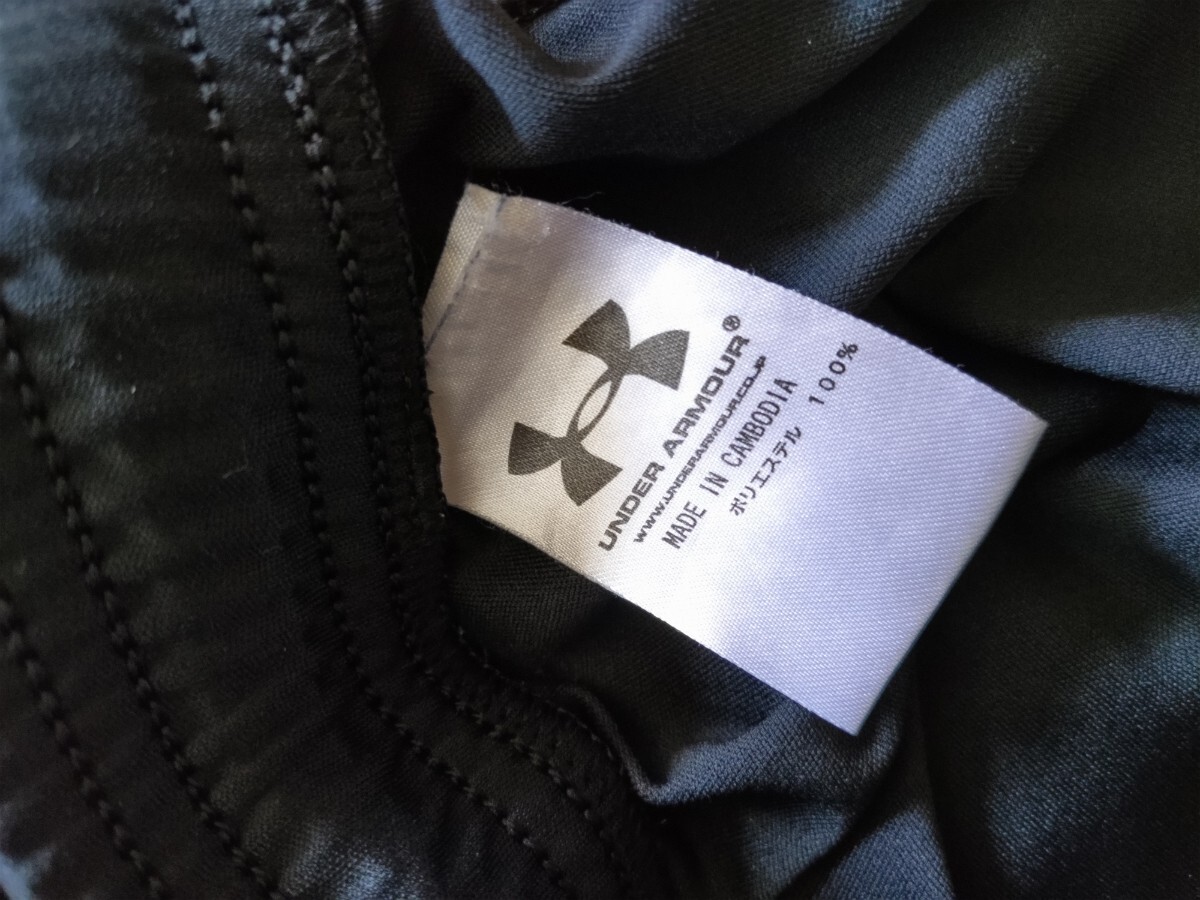 UNDER ARMOUR®
www.UNDERARMOUR.CO.JP
MADE IN CAMBODIA
ポリエステル 100%